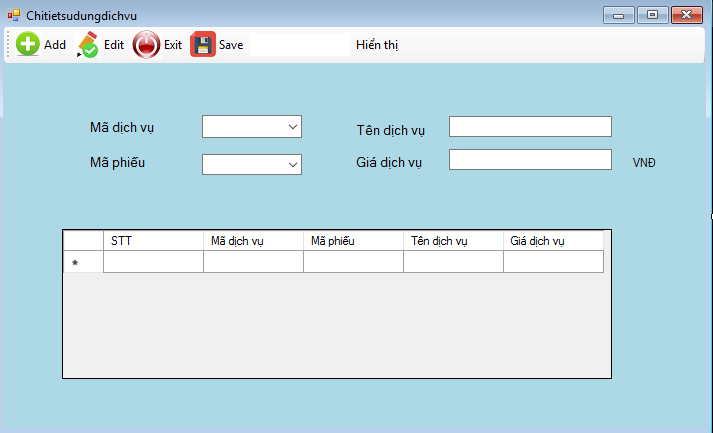 Chitietsudungdichvu
Add Edit Exit Save Hiển thị
Mã dịch vụ Tên dịch vụ
Mã phiếu Giá dịch vụ VNĐ
STT Mã dịch vụ Mã phiếu Tên dịch vụ Giá dịch vụ
*